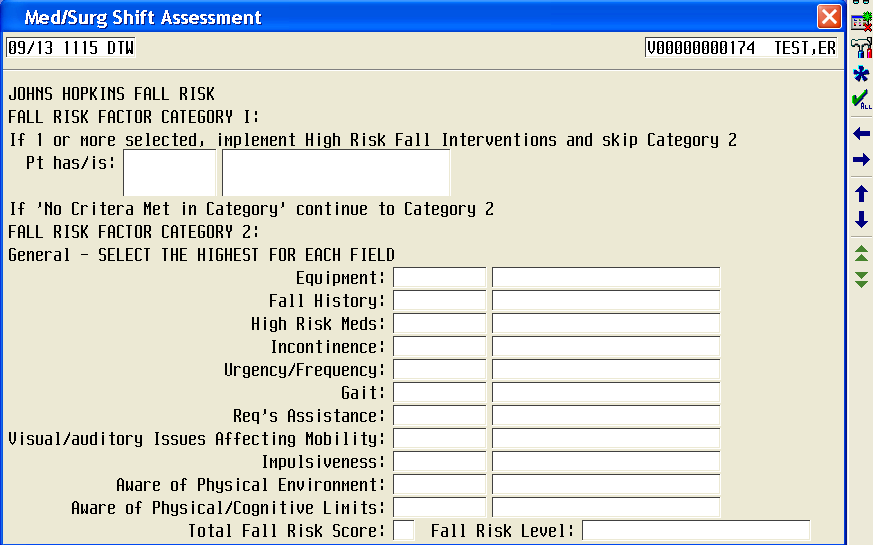 Med/Surg Shift Assessment
09/13 1115 DTW
V00000000174 TEST,ER
JOHNS HOPKINS FALL RISK
FALL RISK FACTOR CATEGORY I:
If 1 or more selected, implement High Risk Fall Interventions and skip Category 2
Pt has/is:
If 'No Critera Met in Category' continue to Category 2
FALL RISK FACTOR CATEGORY 2:
General - SELECT THE HIGHEST FOR EACH FIELD
Equipment:
Fall History:
High Risk Meds:
Incontinence:
Urgency/Frequency:
Gait:
Req's Assistance:
Visual/auditory Issues Affecting Mobility:
Impulsiveness:
Aware of Physical Environment:
Aware of Physical/Cognitive Limits:
Total Fall Risk Score: Fall Risk Level:
ALL